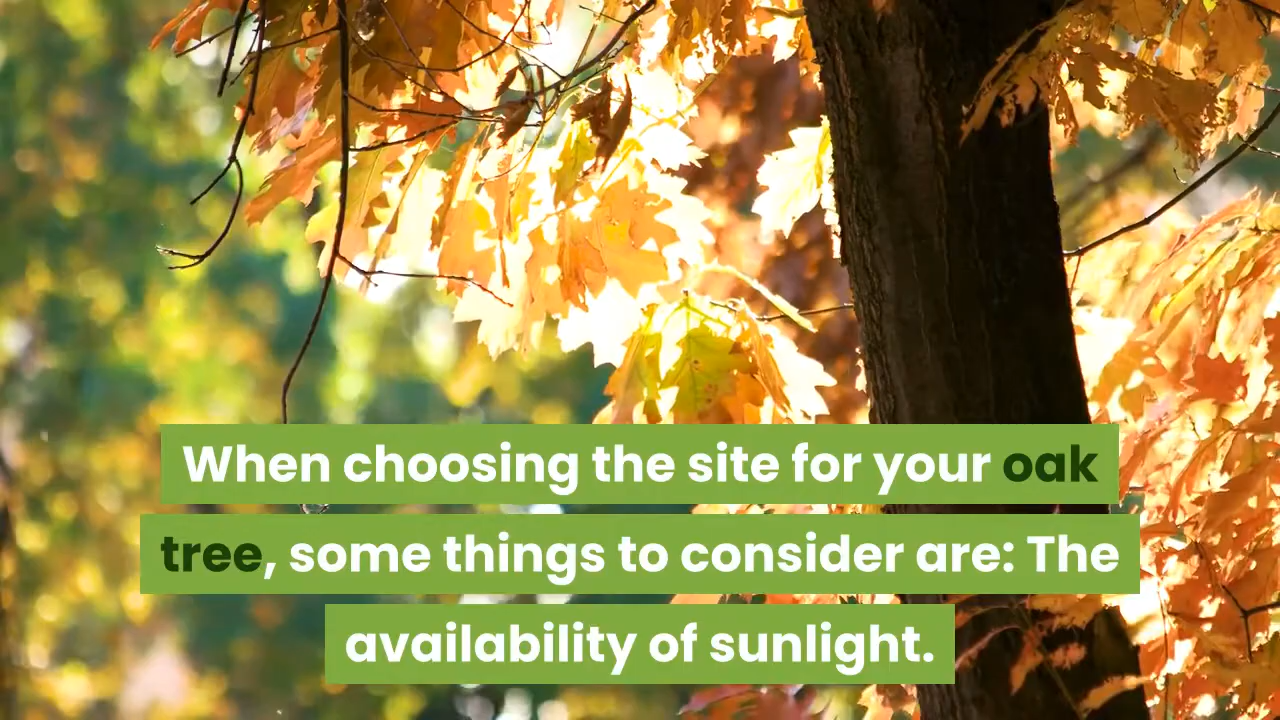 When choosing the site for your oak
tree, some things to consider are: The
availability of sunlight.